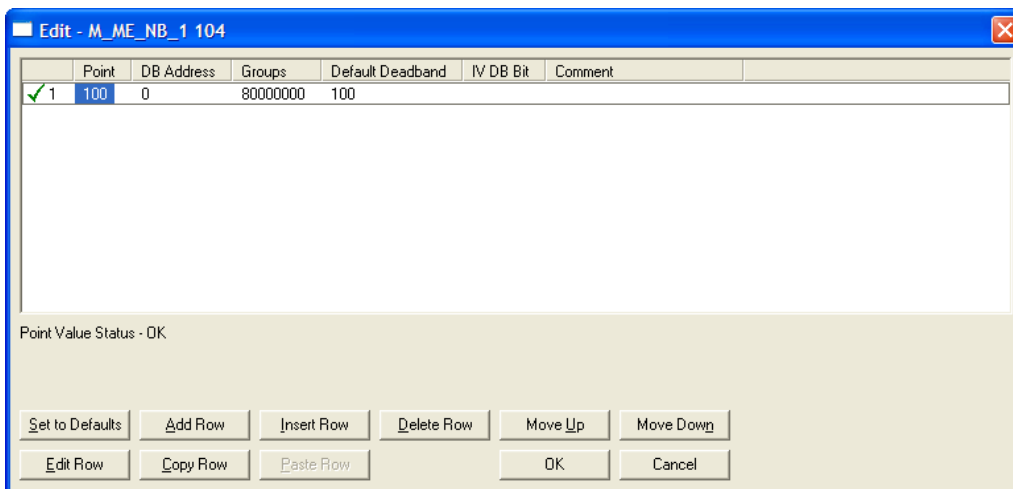 Edit - M_ME_NB_1 104
Point DB Address Groups Default Deadband IV DB Bit Comment
1 100 0 80000000 100
Point Value Status - OK
Set to Defaults Add Row Insert Row Delete Row Move Up Move Down
Edit Row Copy Row Paste Row OK Cancel